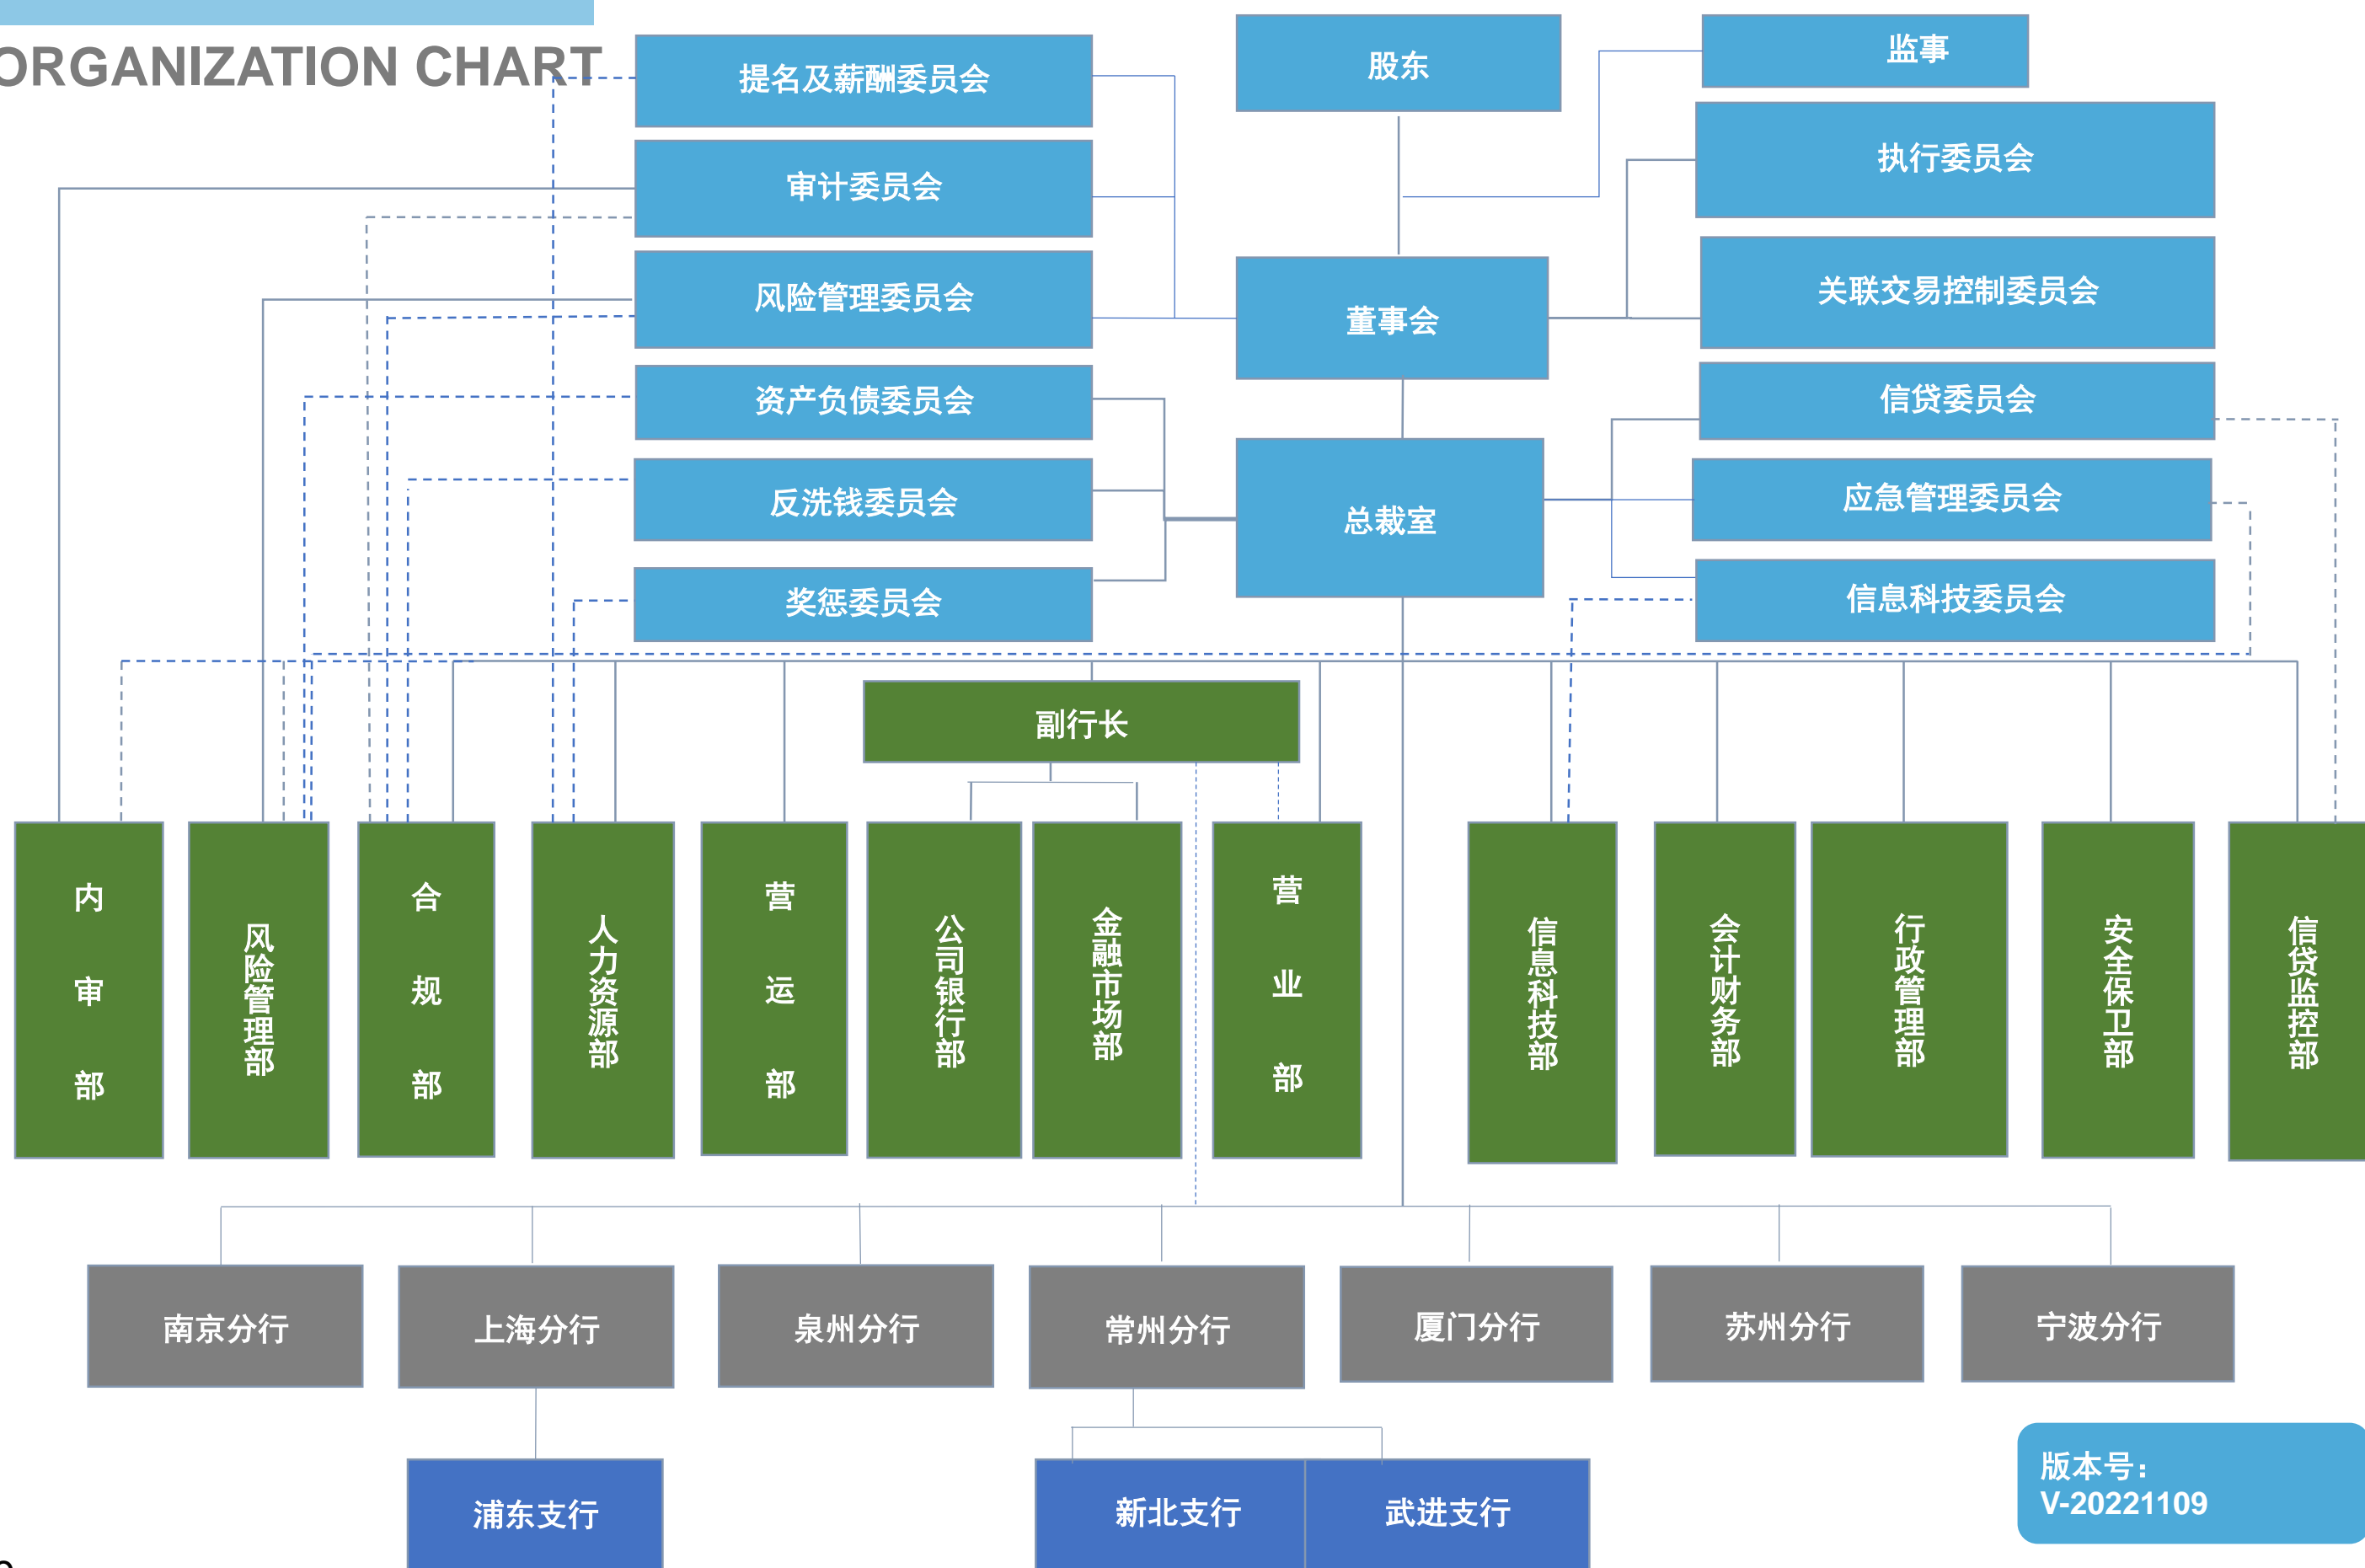 ORGANIZATION CHART
提名及薪酬委员会
股东
监事
审计委员会
执行委员会
风险管理委员会
董事会
关联交易控制委员会
资产负债委员会
信贷委员会
反洗钱委员会
总裁室
应急管理委员会
奖惩委员会
信息科技委员会
副行长
内审部
风险管理部
合规部
人力资源部
营运部
公司银行部
金融市场部
营业部
信息科技部
会计财务部
行政管理部
安全保卫部
信贷监控部
南京分行
上海分行
泉州分行
常州分行
厦门分行
苏州分行
宁波分行
浦东支行
新北支行
武进支行
版本号：
V-20221109